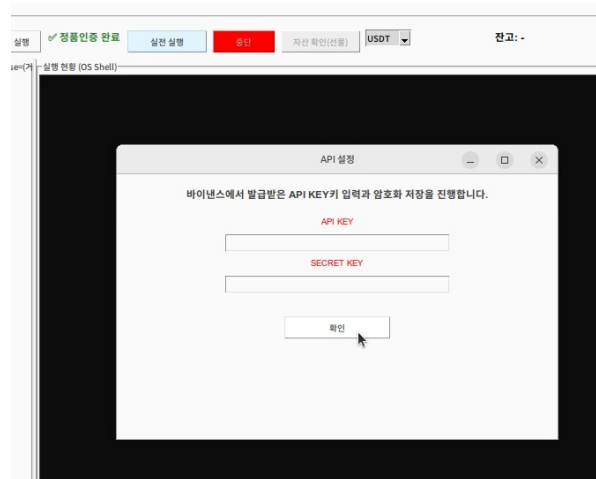 실행
✅ 정품인증 완료
실전 실행
중단
자산 확인(선물)
USDT
잔고: -
se=(거
실행 현황 (OS Shell)
API 설정
바이낸스에서 발급받은 API KEY키 입력과 암호화 저장을 진행합니다.
API KEY
SECRET KEY
확인